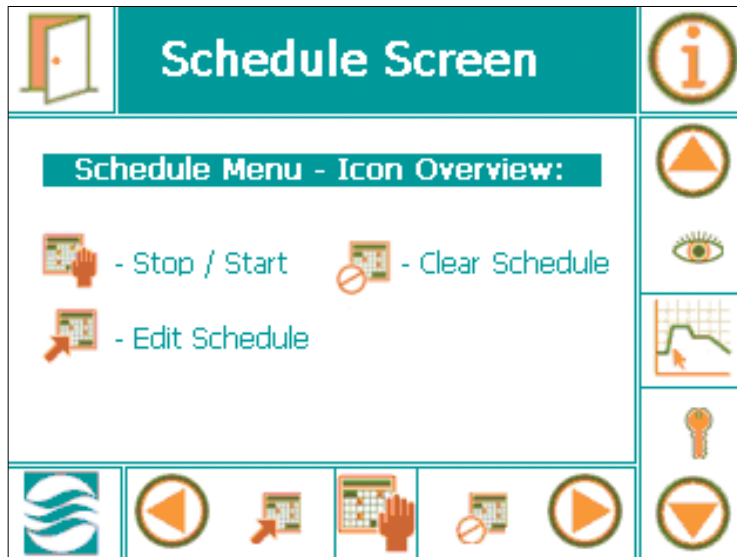 Schedule Screen
Schedule Menu - Icon Overview:
- Stop / Start
- Clear Schedule
- Edit Schedule